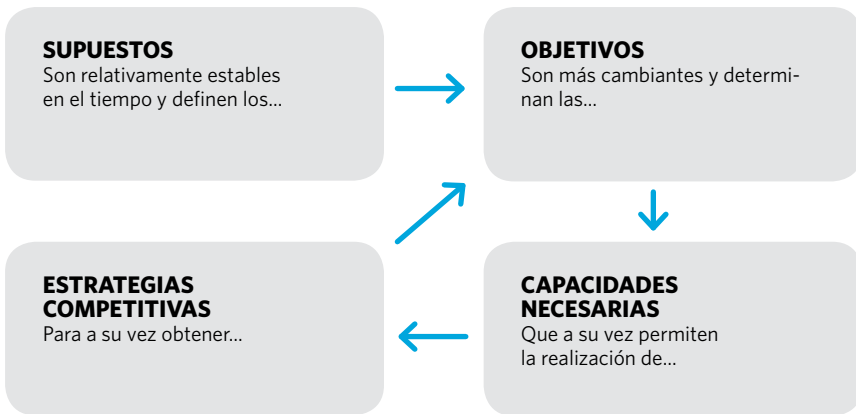 SUPUESTOS
Son relativamente estables
en el tiempo y definen los...
OBJETIVOS
Son más cambiantes y determi-
nan las...
ESTRATEGIAS
COMPETITIVAS
Para a su vez obtener...
CAPACIDADES
NECESARIAS
Que a su vez permiten
la realización de...